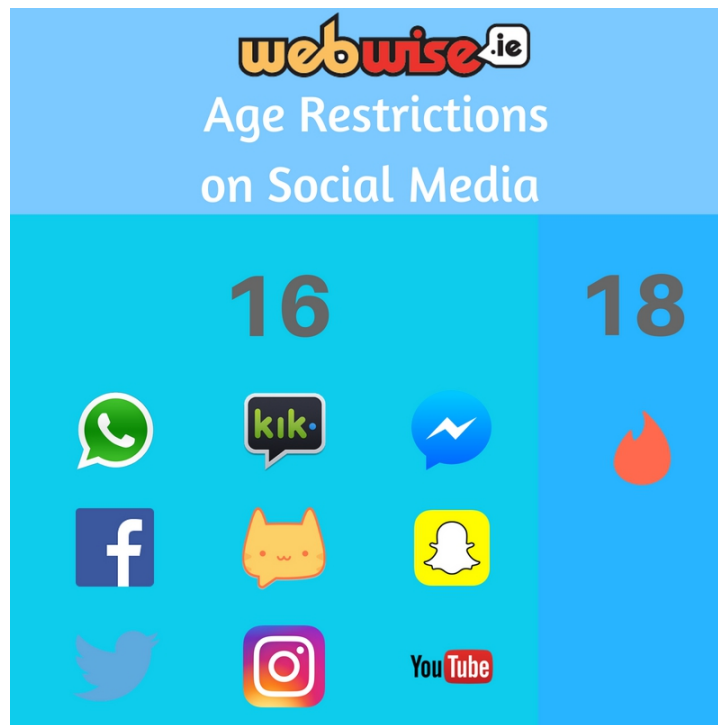 webwise.ie
Age Restrictions
on Social Media
16
18
kik
YouTube